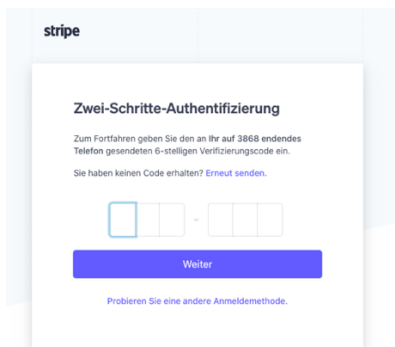 stripe
Zwei-Schritte-Authentifizierung
Zum Fortfahren geben Sie den an Ihr auf 3868 endendes
Telefon gesendeten 6-stelligen Verifizierungscode ein.
Sie haben keinen Code erhalten? Erneut senden.
-
Weiter
Probieren Sie eine andere Anmeldemethode.